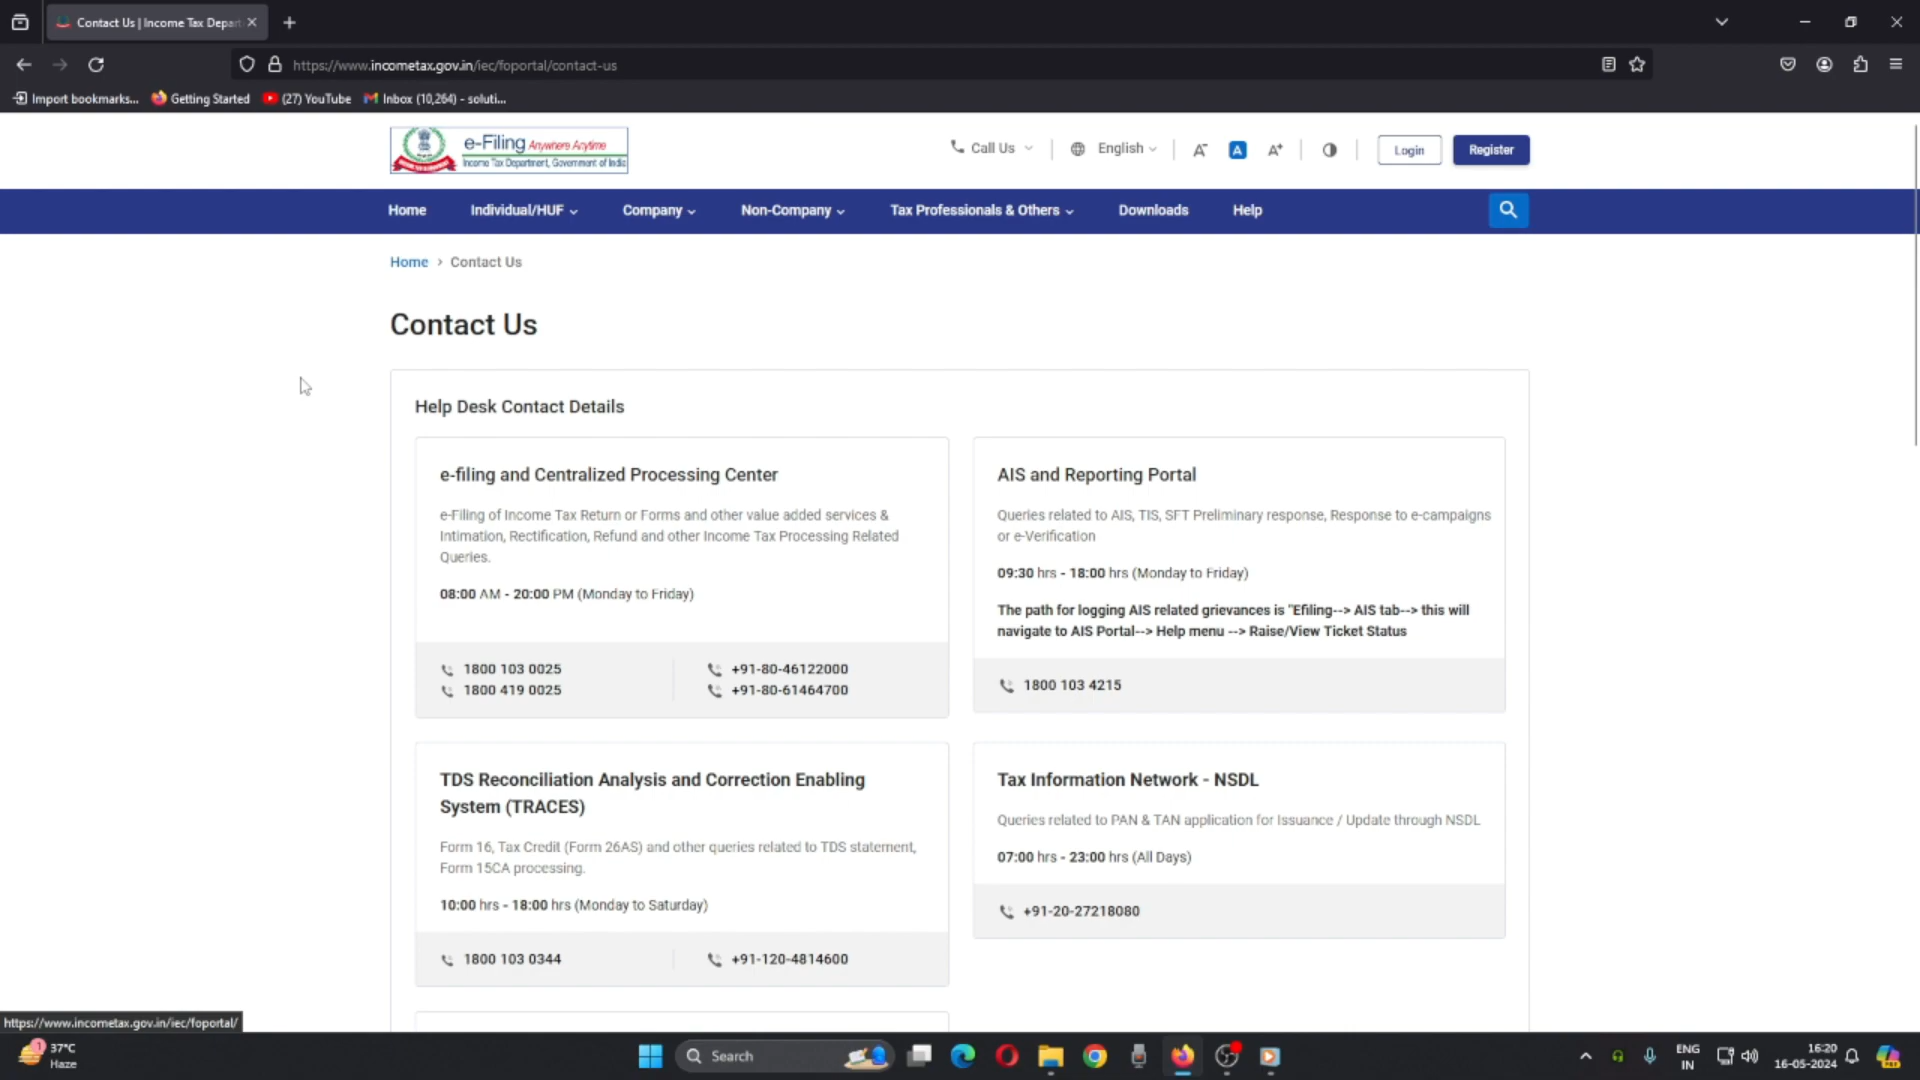 Contact Us | Income Tax Depar
https://www.incometax.gov.in/iec/foportal/contact-us
Import bookmarks...
Getting Started
(27) YouTube
Inbox (10,264) - soluti...
e-Filing Anywhere Anytime
Income Tax Department, Government of India
Call Us
English
A-
A
A+
Login
Register
Home
Individual/HUF
Company
Non-Company
Tax Professionals & Others
Downloads
Help
Home > Contact Us
Contact Us
Help Desk Contact Details
e-filing and Centralized Processing Center
e-Filing of Income Tax Return or Forms and other value added services &
Intimation, Rectification, Refund and other Income Tax Processing Related
Queries.
08:00 AM - 20:00 PM (Monday to Friday)
1800 103 0025
1800 419 0025
+91-80-46122000
+91-80-61464700
AIS and Reporting Portal
Queries related to AIS, TIS, SFT Preliminary response, Response to e-campaigns
or e-Verification
09:30 hrs - 18:00 hrs (Monday to Friday)
The path for logging AIS related grievances is "Efiling--> AIS tab--> this will
navigate to AIS Portal--> Help menu --> Raise/View Ticket Status
1800 103 4215
TDS Reconciliation Analysis and Correction Enabling
System (TRACES)
Form 16, Tax Credit (Form 26AS) and other queries related to TDS statement,
Form 15CA processing.
10:00 hrs - 18:00 hrs (Monday to Saturday)
1800 103 0344
+91-120-4814600
Tax Information Network - NSDL
Queries related to PAN & TAN application for Issuance / Update through NSDL
07:00 hrs - 23:00 hrs (All Days)
+91-20-27218080
https://www.incometax.gov.in/iec/foportal/
1
37°C
Haze
Search
ENG
IN
16:20
16-05-2024